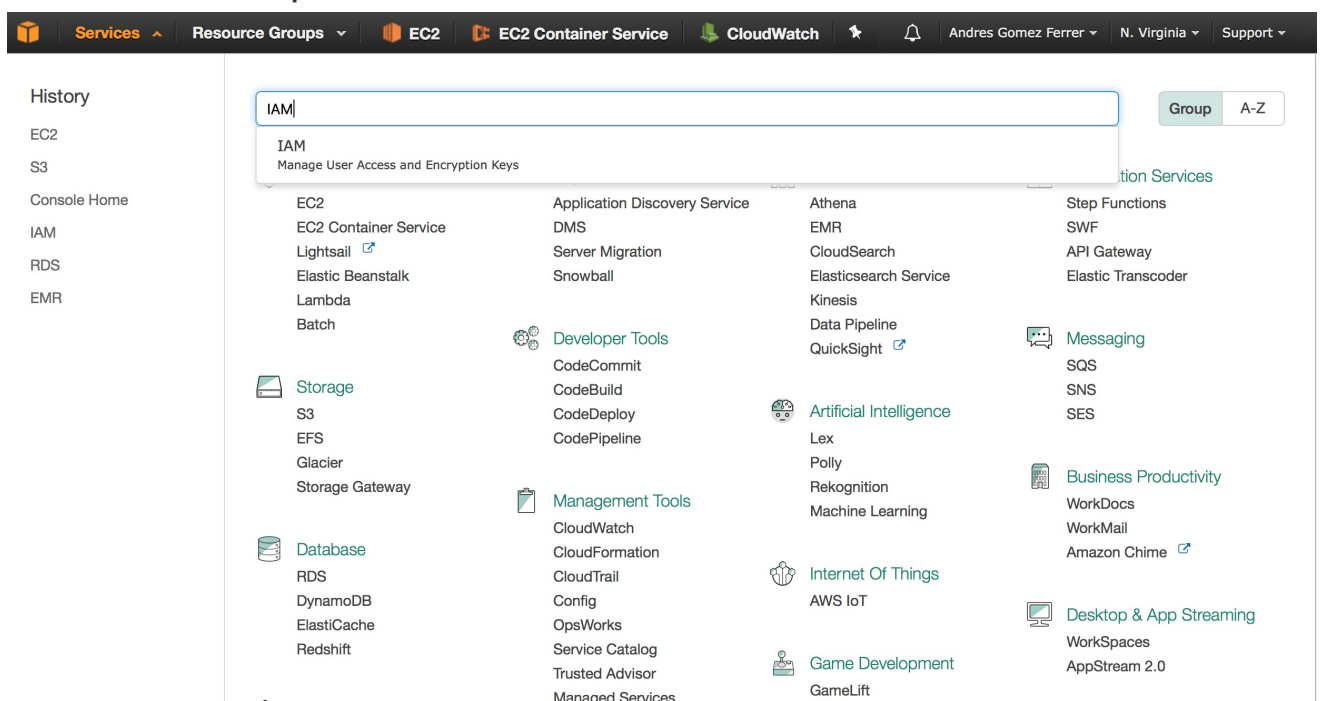 Services Resource Groups EC2 EC2 Container Service CloudWatch Andres Gomez Ferrer N. Virginia Support
History
EC2
S3
Console Home
IAM
RDS
EMR
IAM
Group A-Z
IAM
Manage User Access and Encryption Keys
EC2
EC2 Container Service
Lightsail
Elastic Beanstalk
Lambda
Batch
Storage
S3
EFS
Glacier
Storage Gateway
Database
RDS
DynamoDB
ElastiCache
Redshift
Application Discovery Service
DMS
Server Migration
Snowball
Developer Tools
CodeCommit
CodeBuild
CodeDeploy
CodePipeline
Management Tools
CloudWatch
CloudFormation
CloudTrail
Config
OpsWorks
Service Catalog
Trusted Advisor
Managed Services
Athena
EMR
CloudSearch
Elasticsearch Service
Kinesis
Data Pipeline
QuickSight
Artificial Intelligence
Lex
Polly
Rekognition
Machine Learning
Internet Of Things
AWS IoT
Game Development
GameLift
tion Services
Step Functions
SWF
API Gateway
Elastic Transcoder
Messaging
SQS
SNS
SES
Business Productivity
WorkDocs
WorkMail
Amazon Chime
Desktop & App Streaming
WorkSpaces
AppStream 2.0